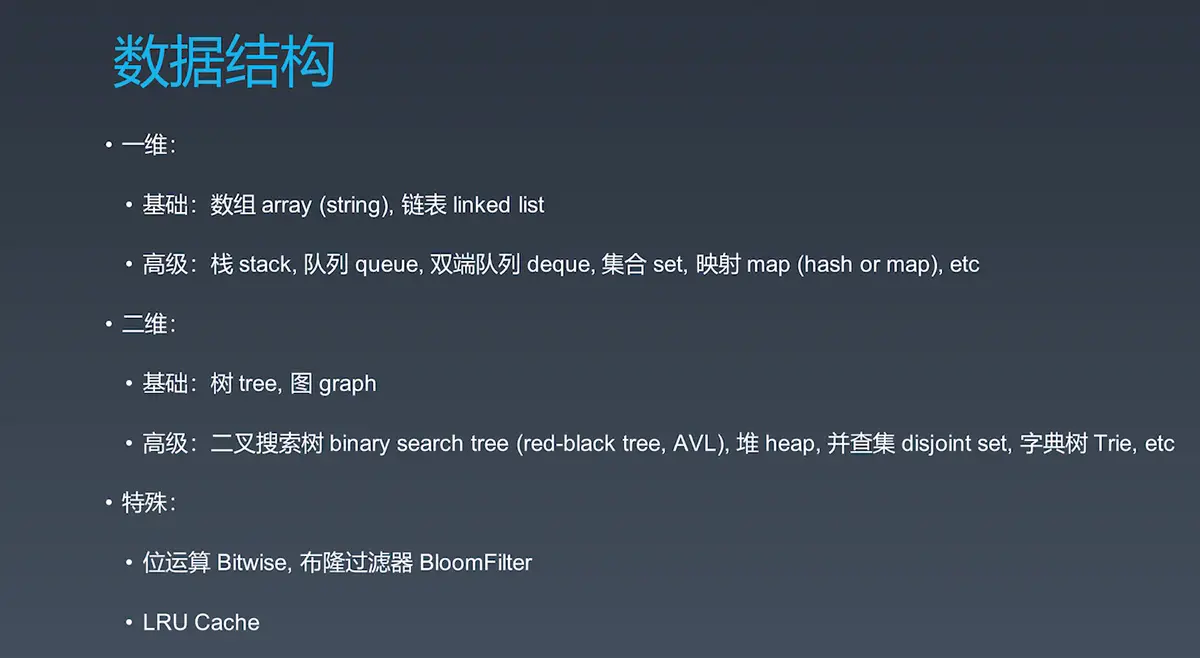 数据结构
• 一维：
• 基础：数组 array (string), 链表 linked list
• 高级：栈 stack, 队列 queue, 双端队列 deque, 集合 set, 映射 map (hash or map), etc
• 二维：
• 基础：树 tree, 图 graph
• 高级：二叉搜索树 binary search tree (red-black tree, AVL), 堆 heap, 并查集 disjoint set, 字典树 Trie, etc
• 特殊：
• 位运算 Bitwise, 布隆过滤器 BloomFilter
• LRU Cache